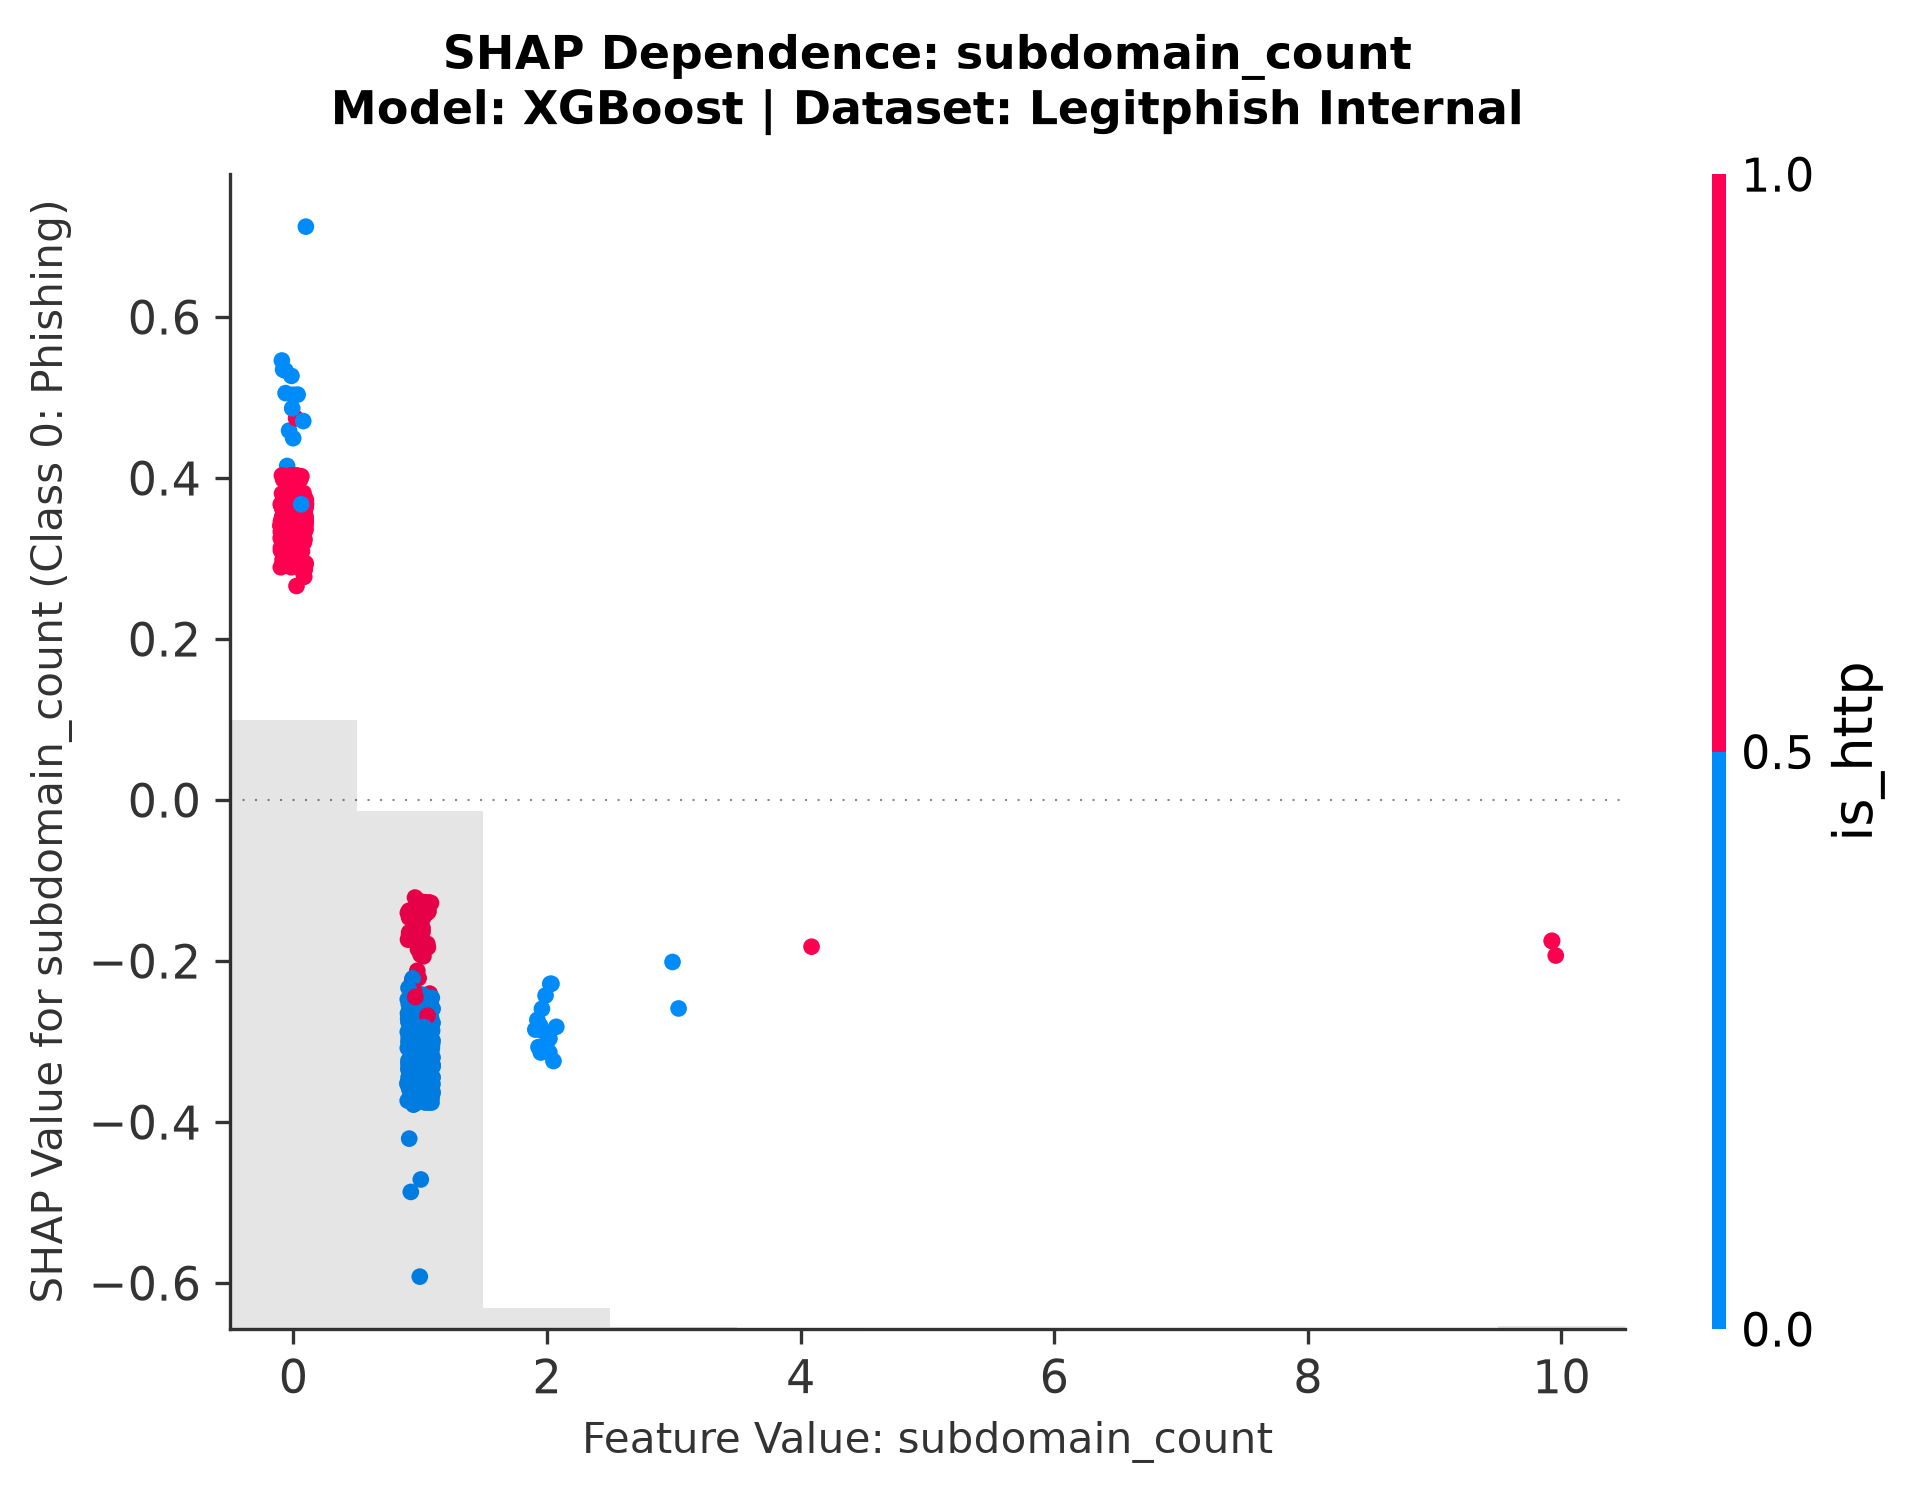 SHAP Dependence: subdomain_count
Model: XGBoost | Dataset: Legitphish Internal
SHAP Value for subdomain_count (Class 0: Phishing)
0.6
0.4
0.2
0.0
−0.2
−0.4
−0.6
0 2 4 6 8 10
Feature Value: subdomain_count
1.0
0.5
0.0
is_http